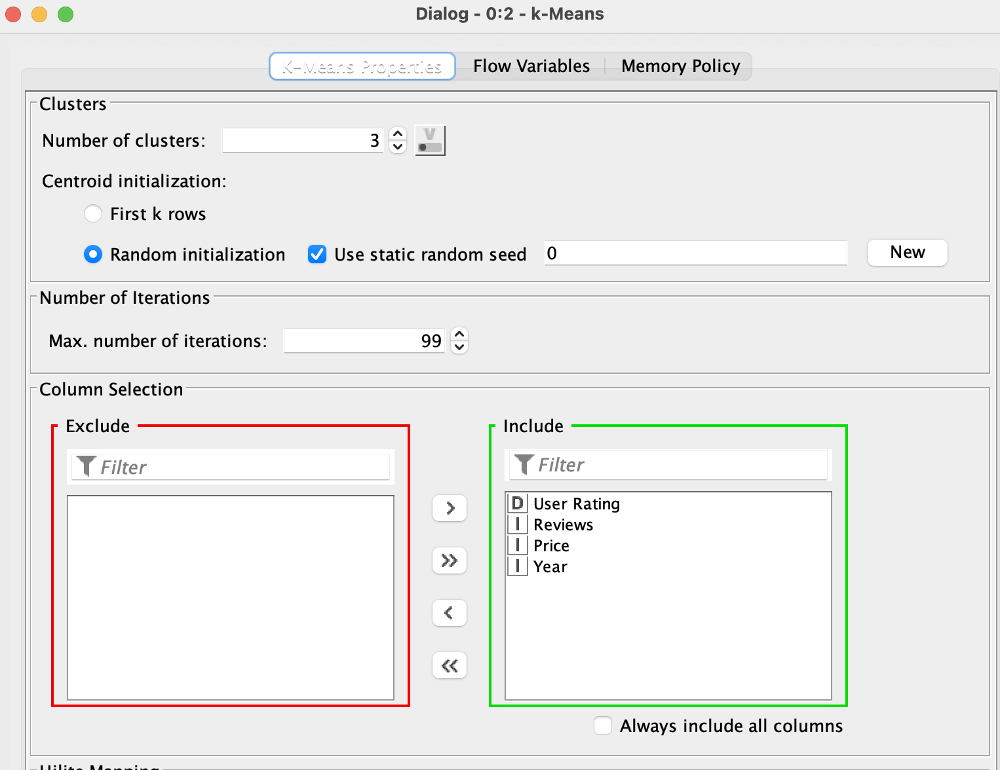 Dialog - 0:2 - k-Means
K-Means Properties Flow Variables Memory Policy
Clusters
Number of clusters: 3 V
Centroid initialization:
First k rows
Random initialization Use static random seed 0 New
Number of Iterations
Max. number of iterations: 99
Column Selection
Exclude Include
Filter Filter
> D User Rating
I Reviews
I Price
>> I Year
<
<<
Always include all columns
Hilite Mapping